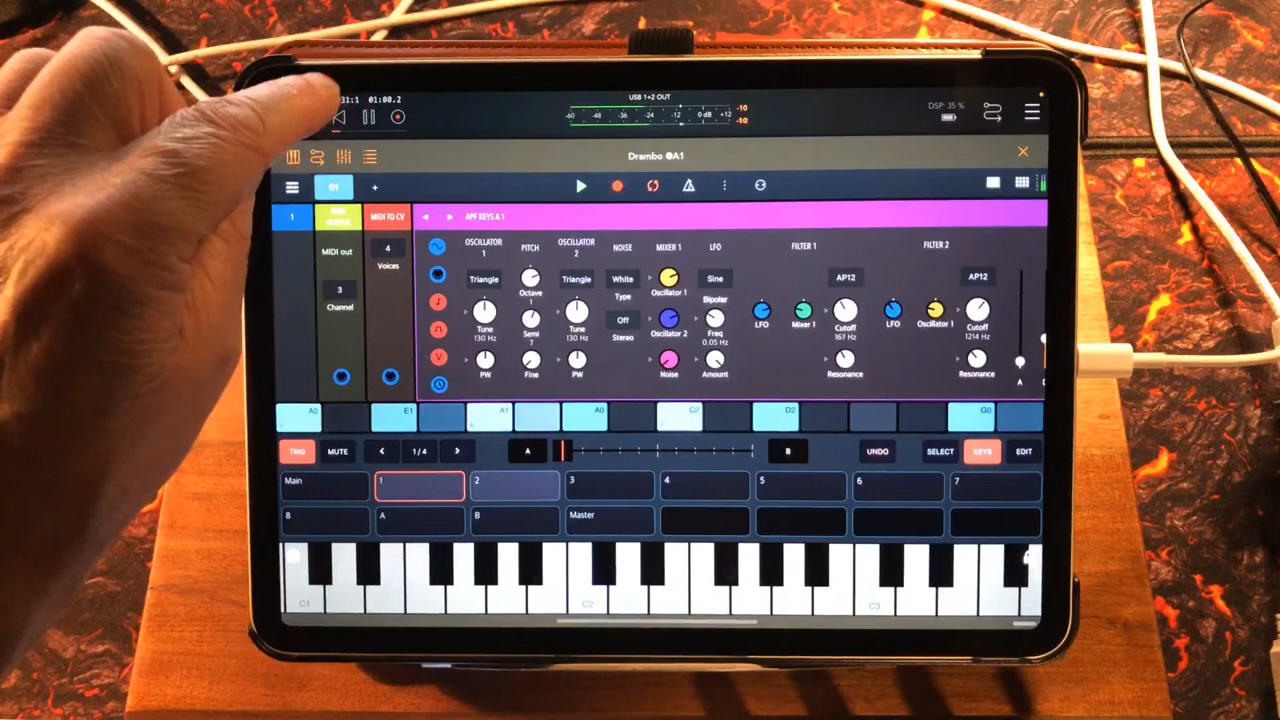 31:1 01:00.2
USB 1+2 OUT
-60 -48 -36 -24 -12 0 dB +12
-10
-10
DSP: 35 %
Drambo @A1
01 +
1
MIDI TO CV
APF KEYS A 1
MIDI out
3
Channel
4
Voices
OSCILLATOR 1
PITCH
OSCILLATOR 2
NOISE
MIXER 1
LFO
FILTER 1
FILTER 2
Triangle
Octave
1
Triangle
White
Type
Oscillator 1
Sine
Bipolar
AP12
AP12
Tune
130 Hz
Semi
7
Tune
130 Hz
Off
Stereo
Oscillator 2
Freq
0.05 Hz
LFO
Mixer 1
Cutoff
167 Hz
LFO
Oscillator 1
Cutoff
1214 Hz
PW
Fine
PW
Noise
Amount
Resonance
Resonance
A
A0 E1 A1 A0 C2 D2 G0
TRIG MUTE < 1/4 > A B UNDO SELECT KEYS EDIT
Main 1 2 3 4 5 6 7
8 A B Master
C1 C2 C3